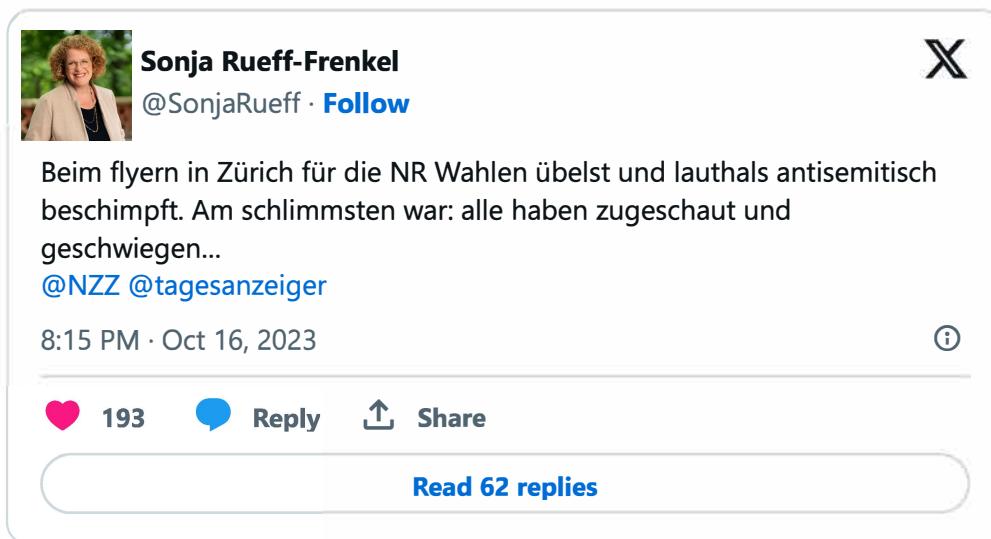 Sonja Rueff-Frenkel
@SonjaRueff · Follow
Beim flyern in Zürich für die NR Wahlen übelst und lauthals antisemitisch
beschimpft. Am schlimmsten war: alle haben zugeschaut und
geschwiegen...
@NZZ @tagesanzeiger
8:15 PM · Oct 16, 2023
193 Reply Share
Read 62 replies